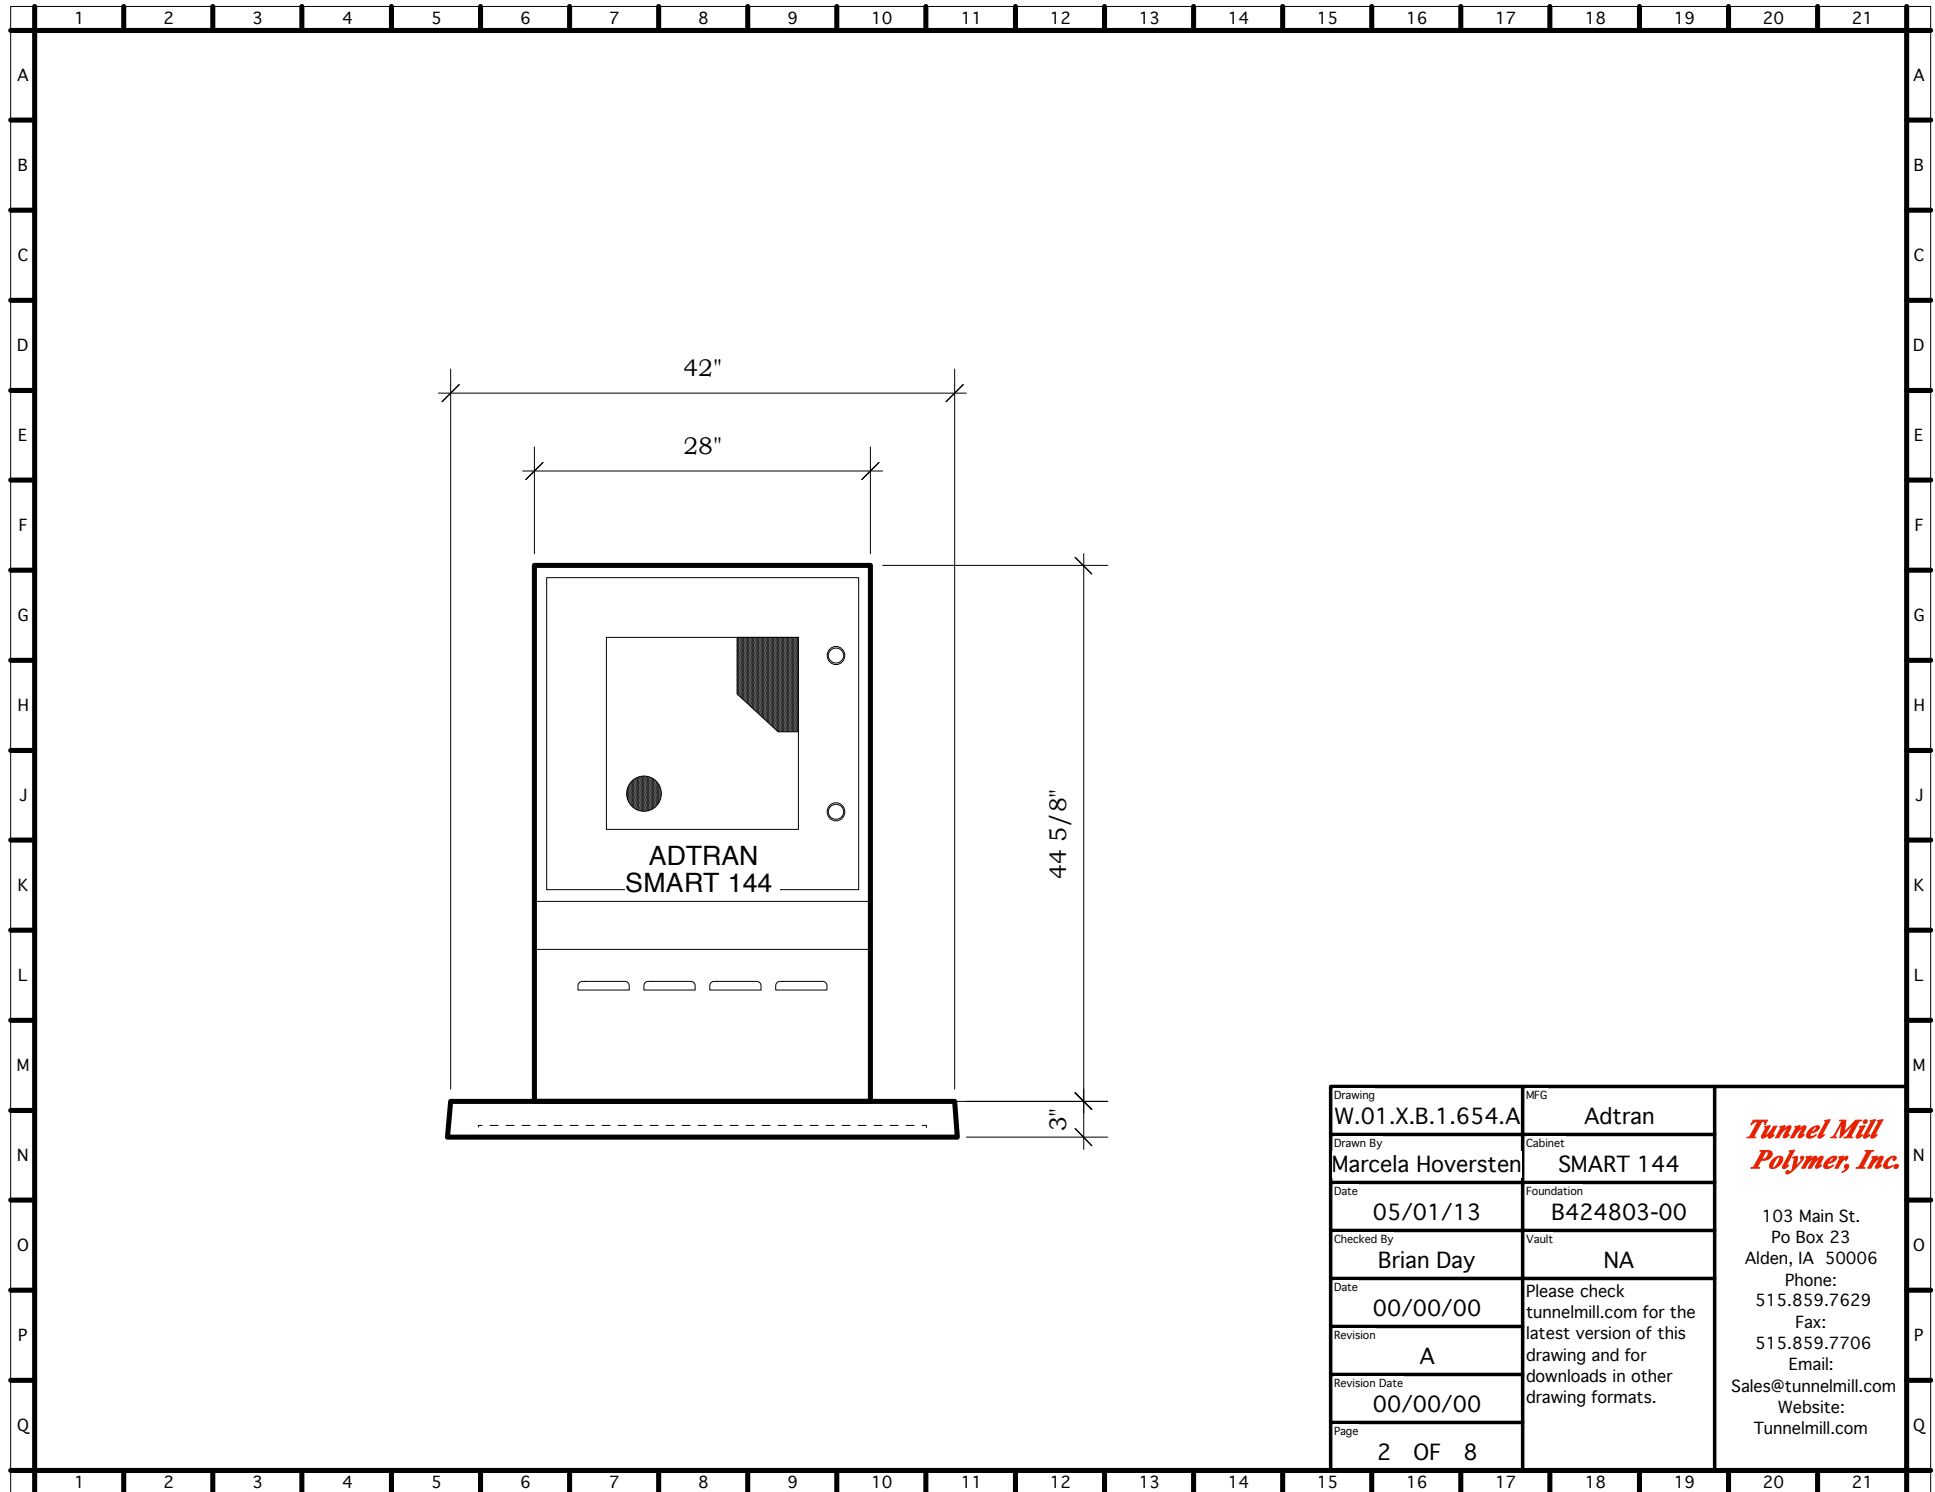 1 2 3 4 5 6 7 8 9 10 11 12 13 14 15 16 17 18 19 20 21
A A
B B
C C
D D
E E
F F
G G
H H
J J
K K
L L
M M
N N
O O
P P
Q Q
42"
28"
44 5/8"
3"
ADTRAN
SMART 144
Drawing
W.01.X.B.1.654.A
Drawn By
Marcela Hoversten
Date
05/01/13
Checked By
Brian Day
Date
00/00/00
Revision
A
Revision Date
00/00/00
Page
2 OF 8
MFG
Adtran
Cabinet
SMART 144
Foundation
B424803-00
Vault
NA
Please check
tunnelmill.com for the
latest version of this
drawing and for
downloads in other
drawing formats.
Tunnel Mill
Polymer, Inc.
103 Main St.
Po Box 23
Alden, IA 50006
Phone:
515.859.7629
Fax:
515.859.7706
Email:
Sales@tunnelmill.com
Website:
Tunnelmill.com
1 2 3 4 5 6 7 8 9 10 11 12 13 14 15 16 17 18 19 20 21